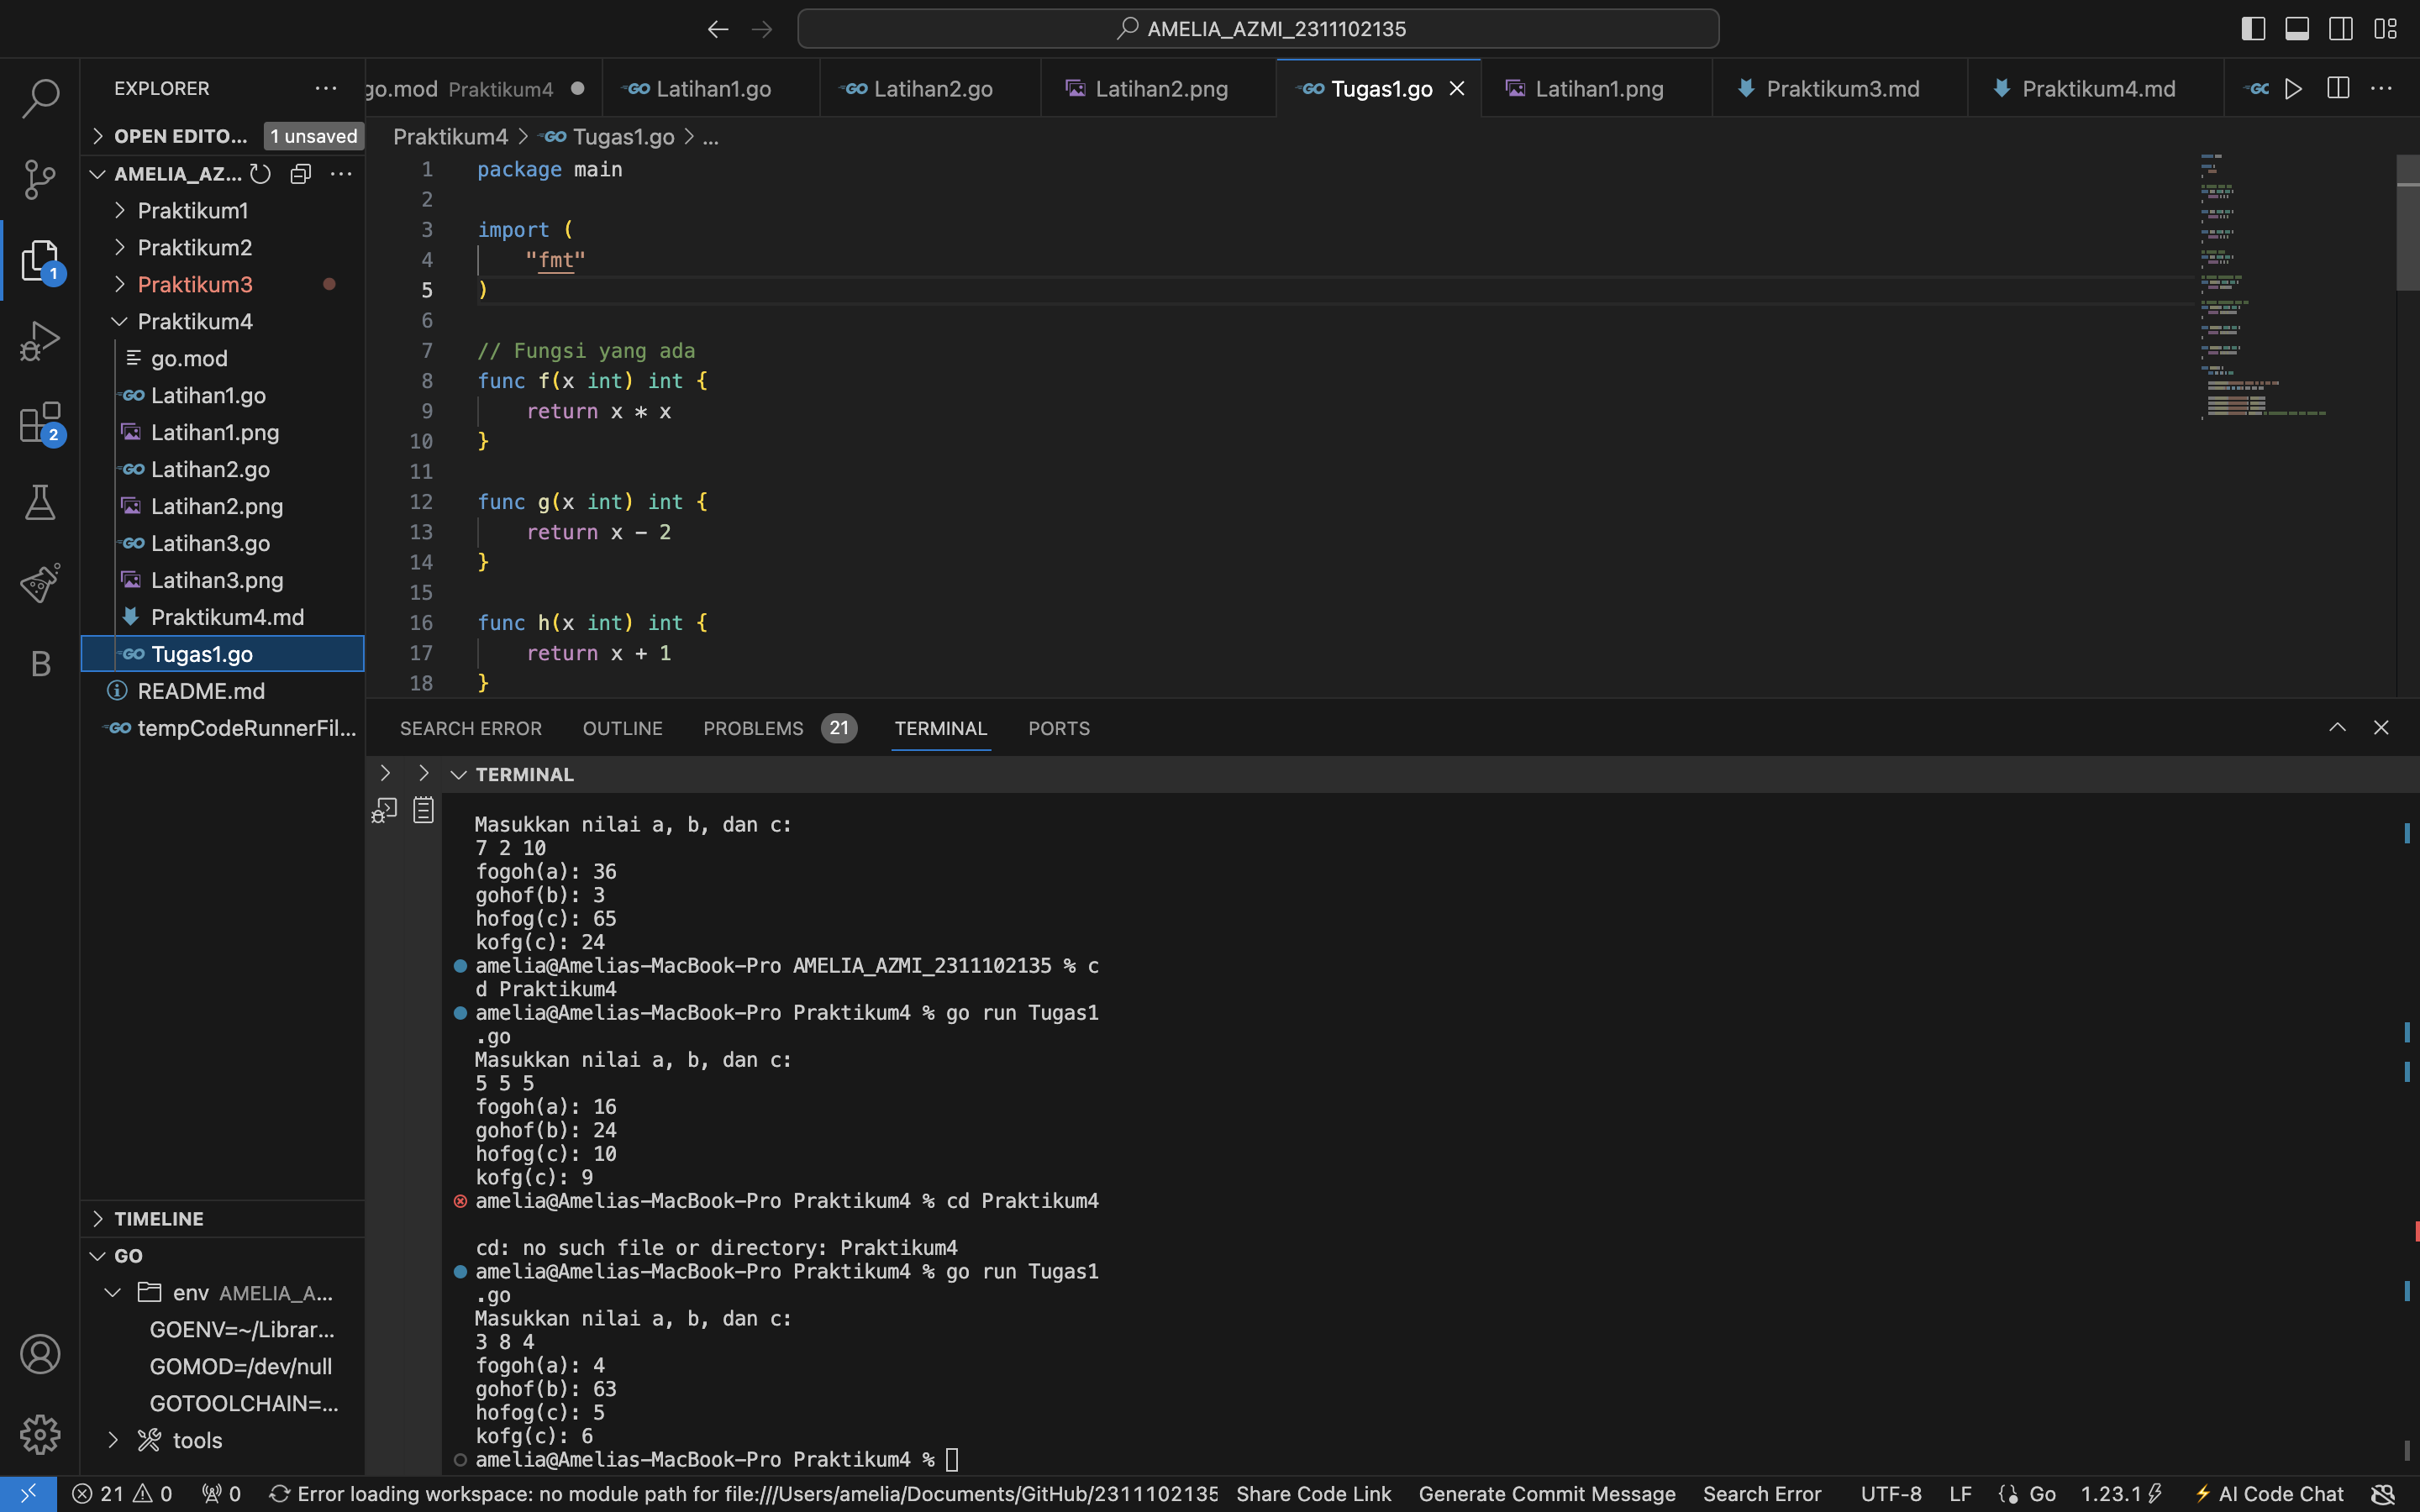 AMELIA_AZMI_2311102135
EXPLORER
go.mod Praktikum4
Latihan1.go
Latihan2.go
Latihan2.png
Tugas1.go
Latihan1.png
Praktikum3.md
Praktikum4.md
OPEN EDITO... 1 unsaved
AMELIA_AZ...
Praktikum1
Praktikum2
Praktikum3
Praktikum4
go.mod
Latihan1.go
Latihan1.png
Latihan2.go
Latihan2.png
Latihan3.go
Latihan3.png
Praktikum4.md
Tugas1.go
README.md
tempCodeRunnerFil...
TIMELINE
GO
env AMELIA_A...
GOENV=~/Librar...
GOMOD=/dev/null
GOTOOLCHAIN=...
tools
1
2
B
Praktikum4 > Tugas1.go > ...
1 package main
2
3 import (
4 "fmt"
5 )
6
7 // Fungsi yang ada
8 func f(x int) int {
9 return x * x
10 }
11
12 func g(x int) int {
13 return x - 2
14 }
15
16 func h(x int) int {
17 return x + 1
18 }
SEARCH ERROR OUTLINE PROBLEMS 21 TERMINAL PORTS
TERMINAL
Masukkan nilai a, b, dan c:
7 2 10
fogoh(a): 36
gohof(b): 3
hofog(c): 65
kofg(c): 24
amelia@Amelias-MacBook-Pro AMELIA_AZMI_2311102135 % c
d Praktikum4
amelia@Amelias-MacBook-Pro Praktikum4 % go run Tugas1
.go
Masukkan nilai a, b, dan c:
5 5 5
fogoh(a): 16
gohof(b): 24
hofog(c): 10
kofg(c): 9
amelia@Amelias-MacBook-Pro Praktikum4 % cd Praktikum4
cd: no such file or directory: Praktikum4
amelia@Amelias-MacBook-Pro Praktikum4 % go run Tugas1
.go
Masukkan nilai a, b, dan c:
3 8 4
fogoh(a): 4
gohof(b): 63
hofog(c): 5
kofg(c): 6
amelia@Amelias-MacBook-Pro Praktikum4 %
21 0 0 Error loading workspace: no module path for file:///Users/amelia/Documents/GitHub/2311102135 Share Code Link Generate Commit Message Search Error UTF-8 LF Go 1.23.1 AI Code Chat